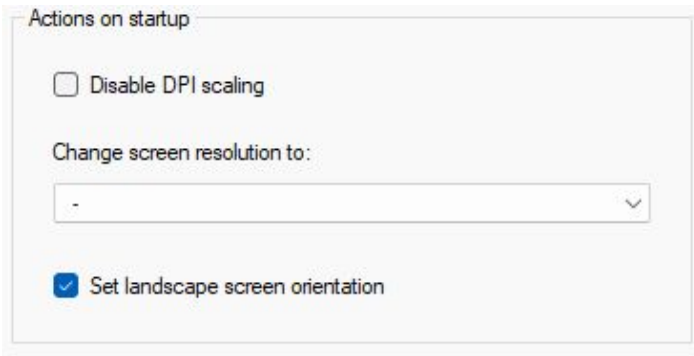 Actions on startup
Disable DPI scaling
Change screen resolution to:
-
Set landscape screen orientation